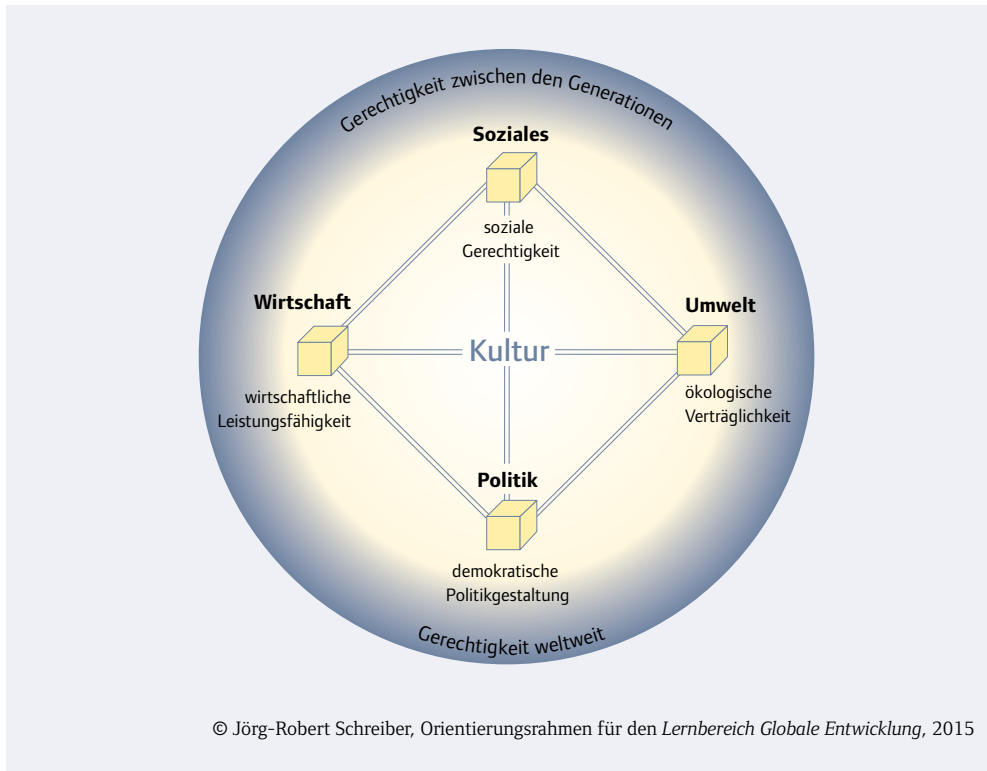 Gerechtigkeit zwischen den Generationen
Soziales
soziale
Gerechtigkeit
Wirtschaft
wirtschaftliche
Leistungsfähigkeit
Kultur
Umwelt
ökologische
Verträglichkeit
Politik
demokratische
Politikgestaltung
Gerechtigkeit weltweit
© Jörg-Robert Schreiber, Orientierungsrahmen für den Lernbereich Globale Entwicklung, 2015